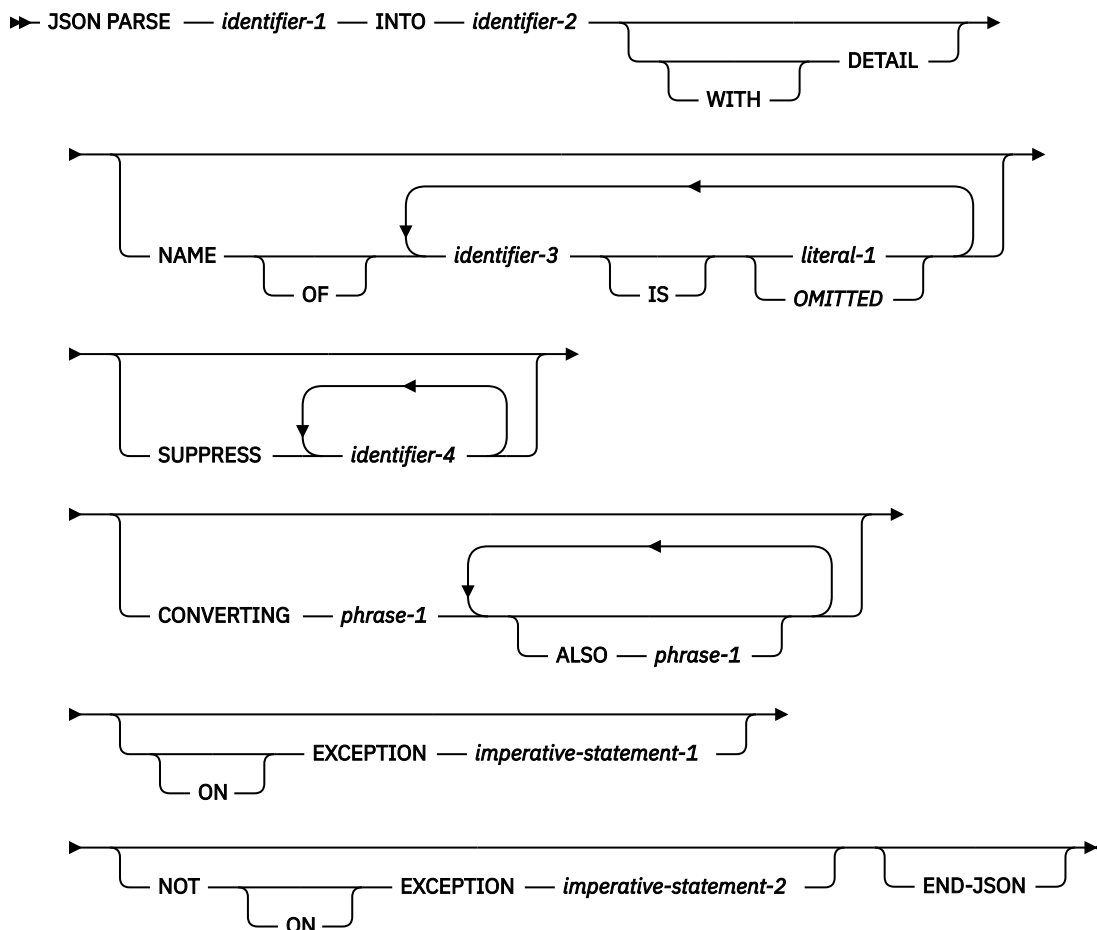 JSON PARSE identifier-1 INTO identifier-2
DETAIL
WITH
NAME identifier-3 literal-1
OF IS OMITTED
SUPPRESS identifier-4
CONVERTING phrase-1
ALSO phrase-1
EXCEPTION imperative-statement-1
ON
NOT EXCEPTION imperative-statement-2 END-JSON
ON